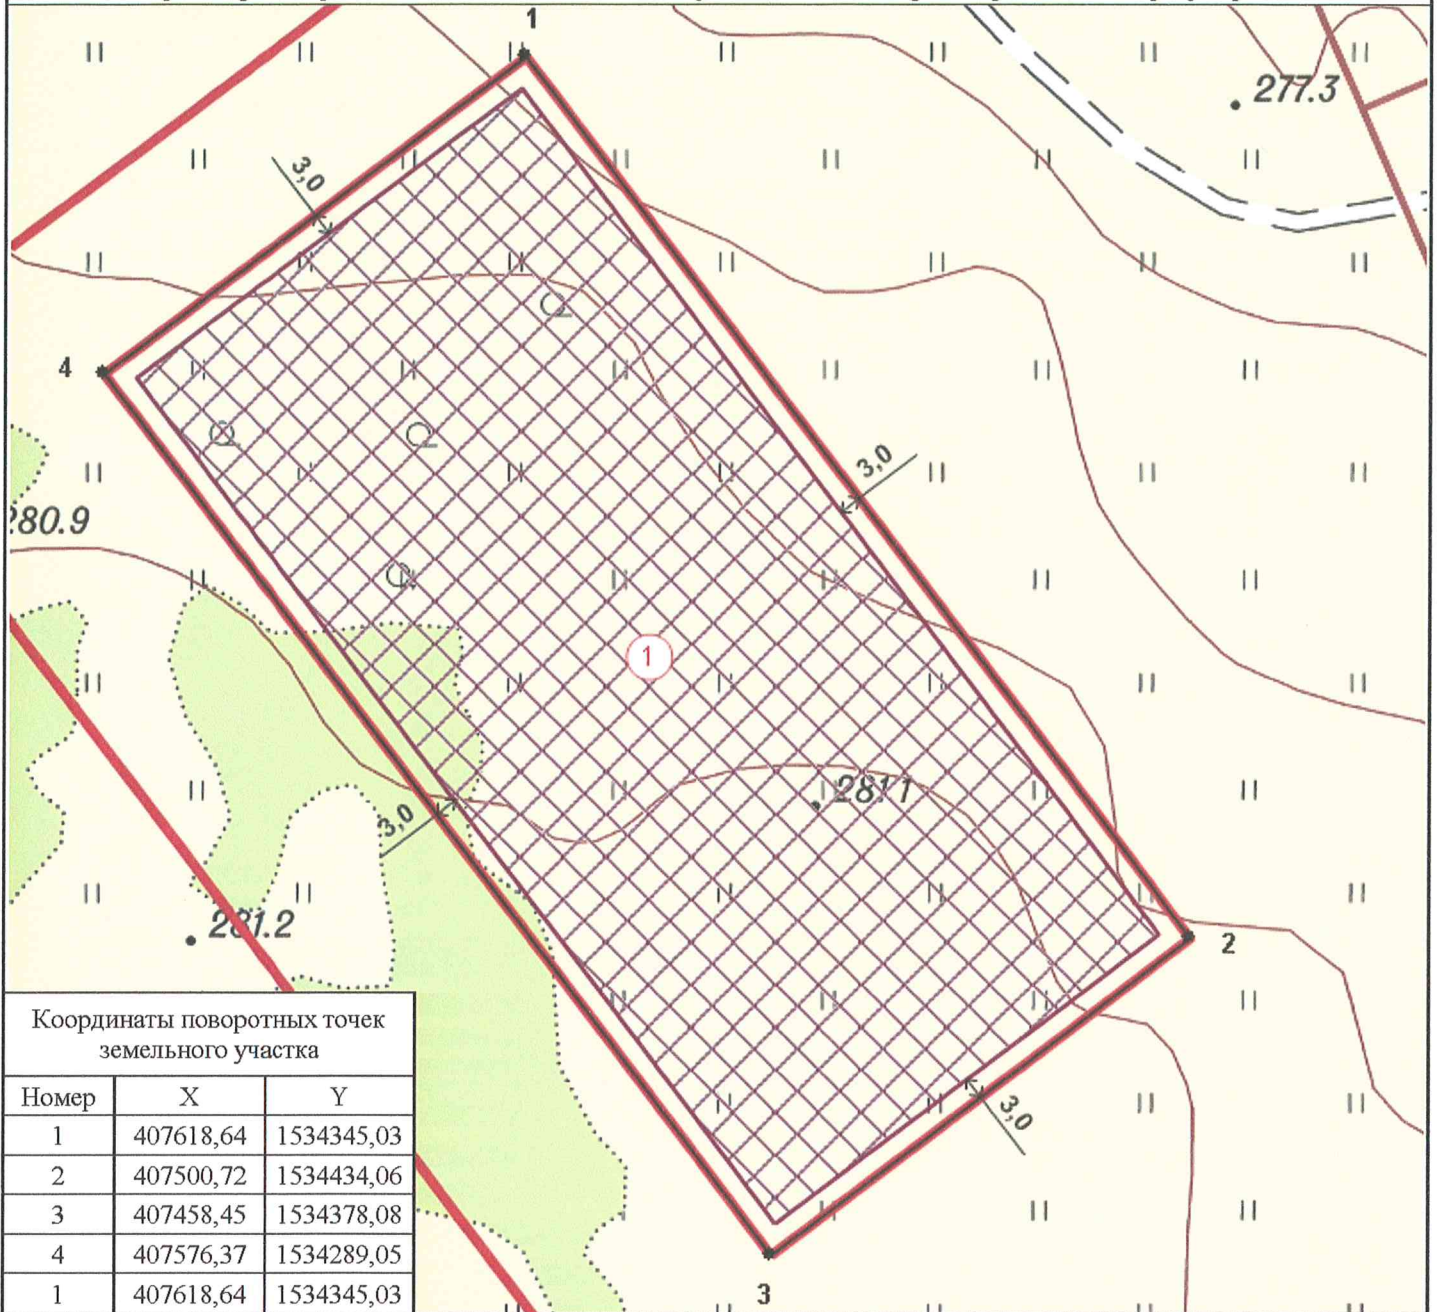 1
277.3
3,0
4
3,0
280.9
1
281.1
3,0
281.2
2
3,0
3
Координаты поворотных точек
земельного участка
Номер X Y
1 407618,64 1534345,03
2 407500,72 1534434,06
3 407458,45 1534378,08
4 407576,37 1534289,05
1 407618,64 1534345,03